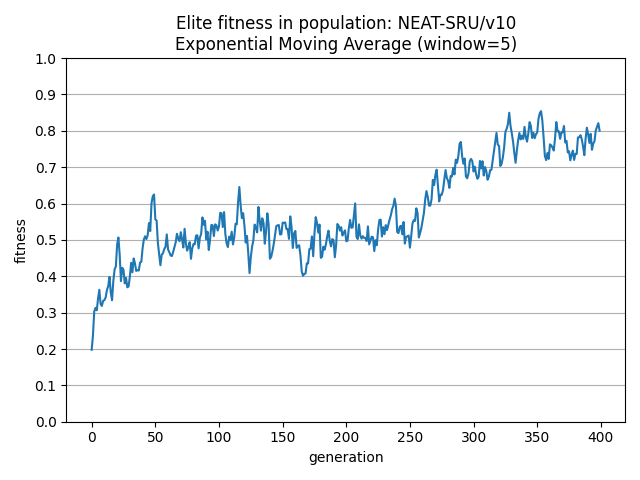 Elite fitness in population: NEAT-SRU/v10
Exponential Moving Average (window=5)
1.0
0.9
0.8
0.7
0.6
0.5
0.4
0.3
0.2
0.1
0.0
fitness
0 50 100 150 200 250 300 350 400
generation